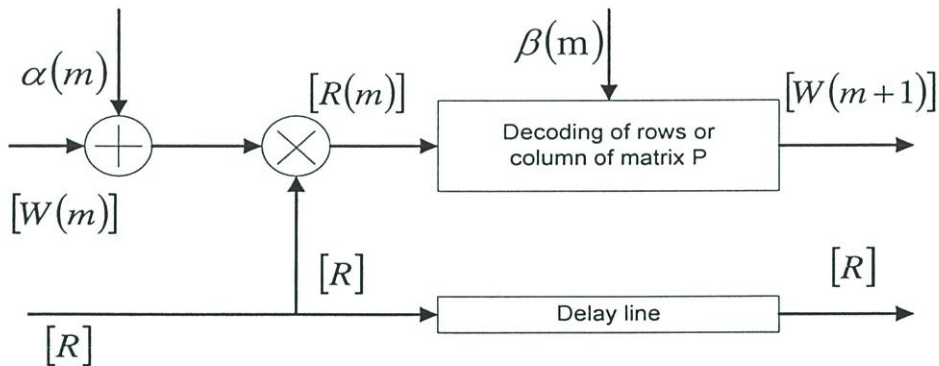 α(m)
β(m)
[R(m)]
[W(m+1)]
Decoding of rows or
column of matrix P
[W(m)]
[R]
[R]
Delay line
[R]